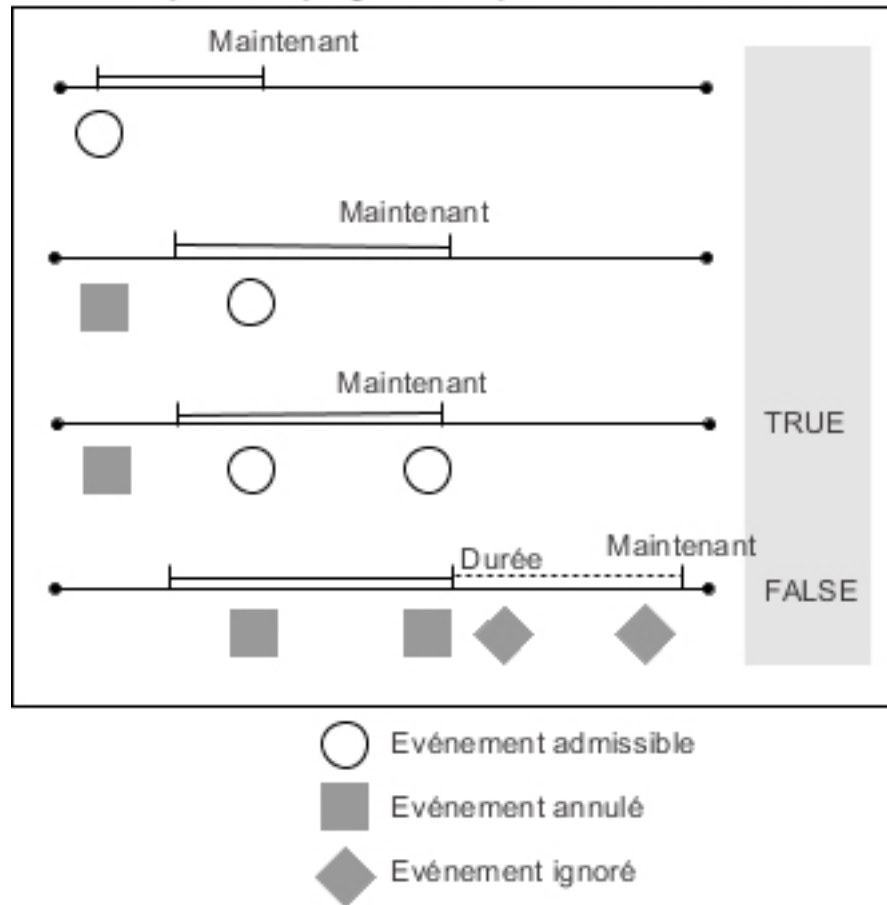 Maintenant
Maintenant
Maintenant
TRUE
Durée
Maintenant
FALSE
Evénement admissible
Evénement annulé
Evénement ignoré